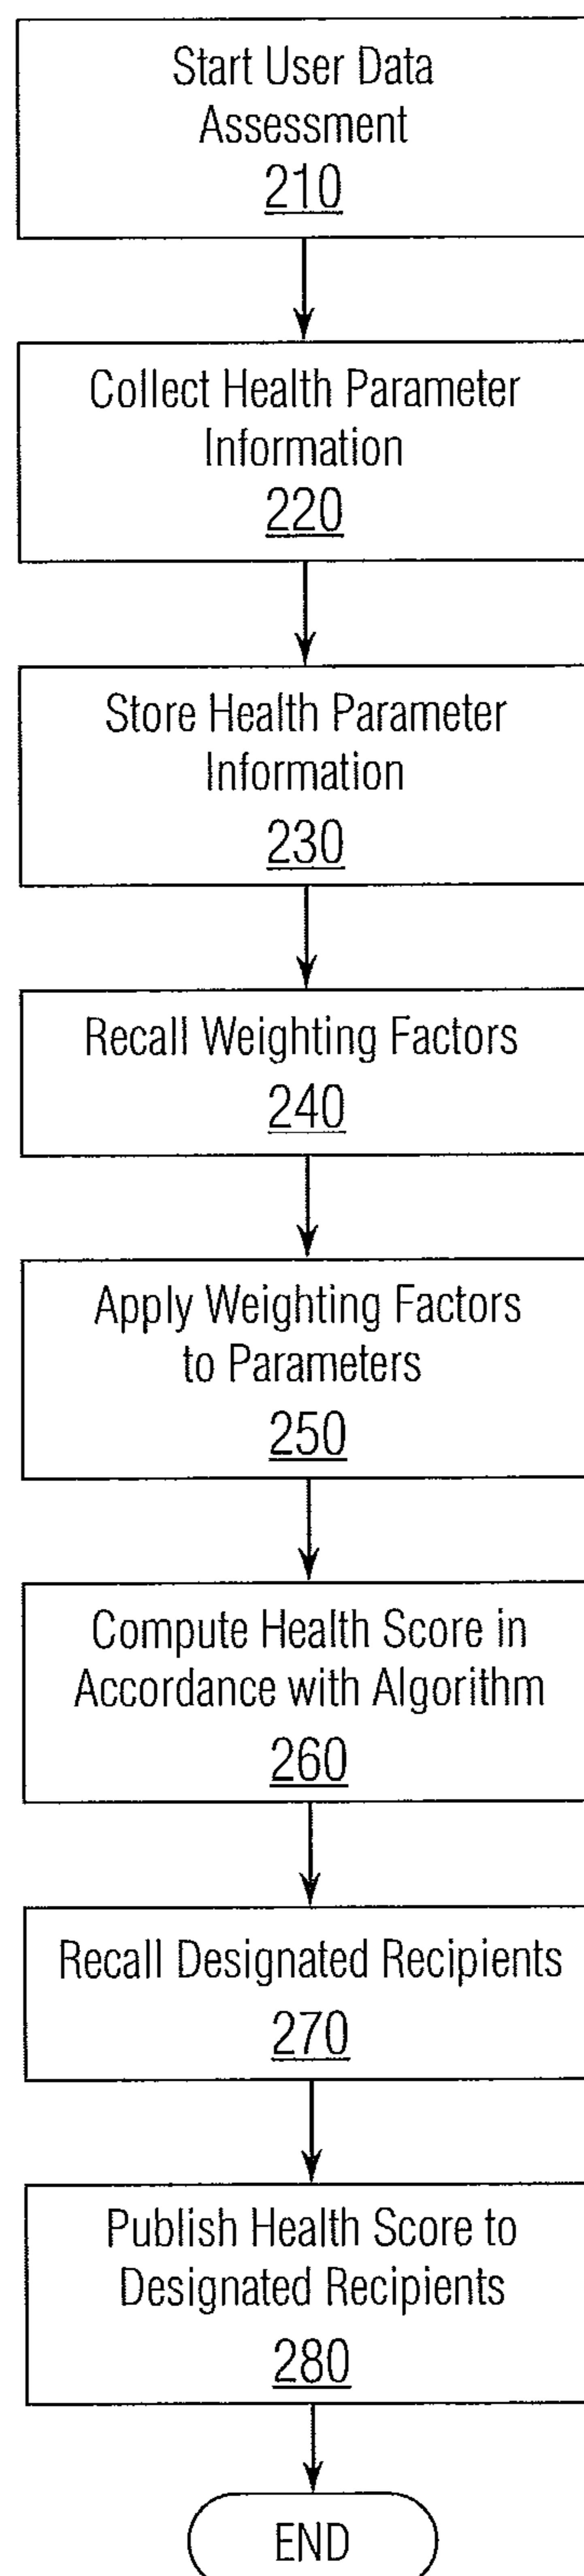 Start User Data
Assessment
210
Collect Health Parameter
Information
220
Store Health Parameter
Information
230
Recall Weighting Factors
240
Apply Weighting Factors
to Parameters
250
Compute Health Score in
Accordance with Algorithm
260
Recall Designated Recipients
270
Publish Health Score to
Designated Recipients
280
END